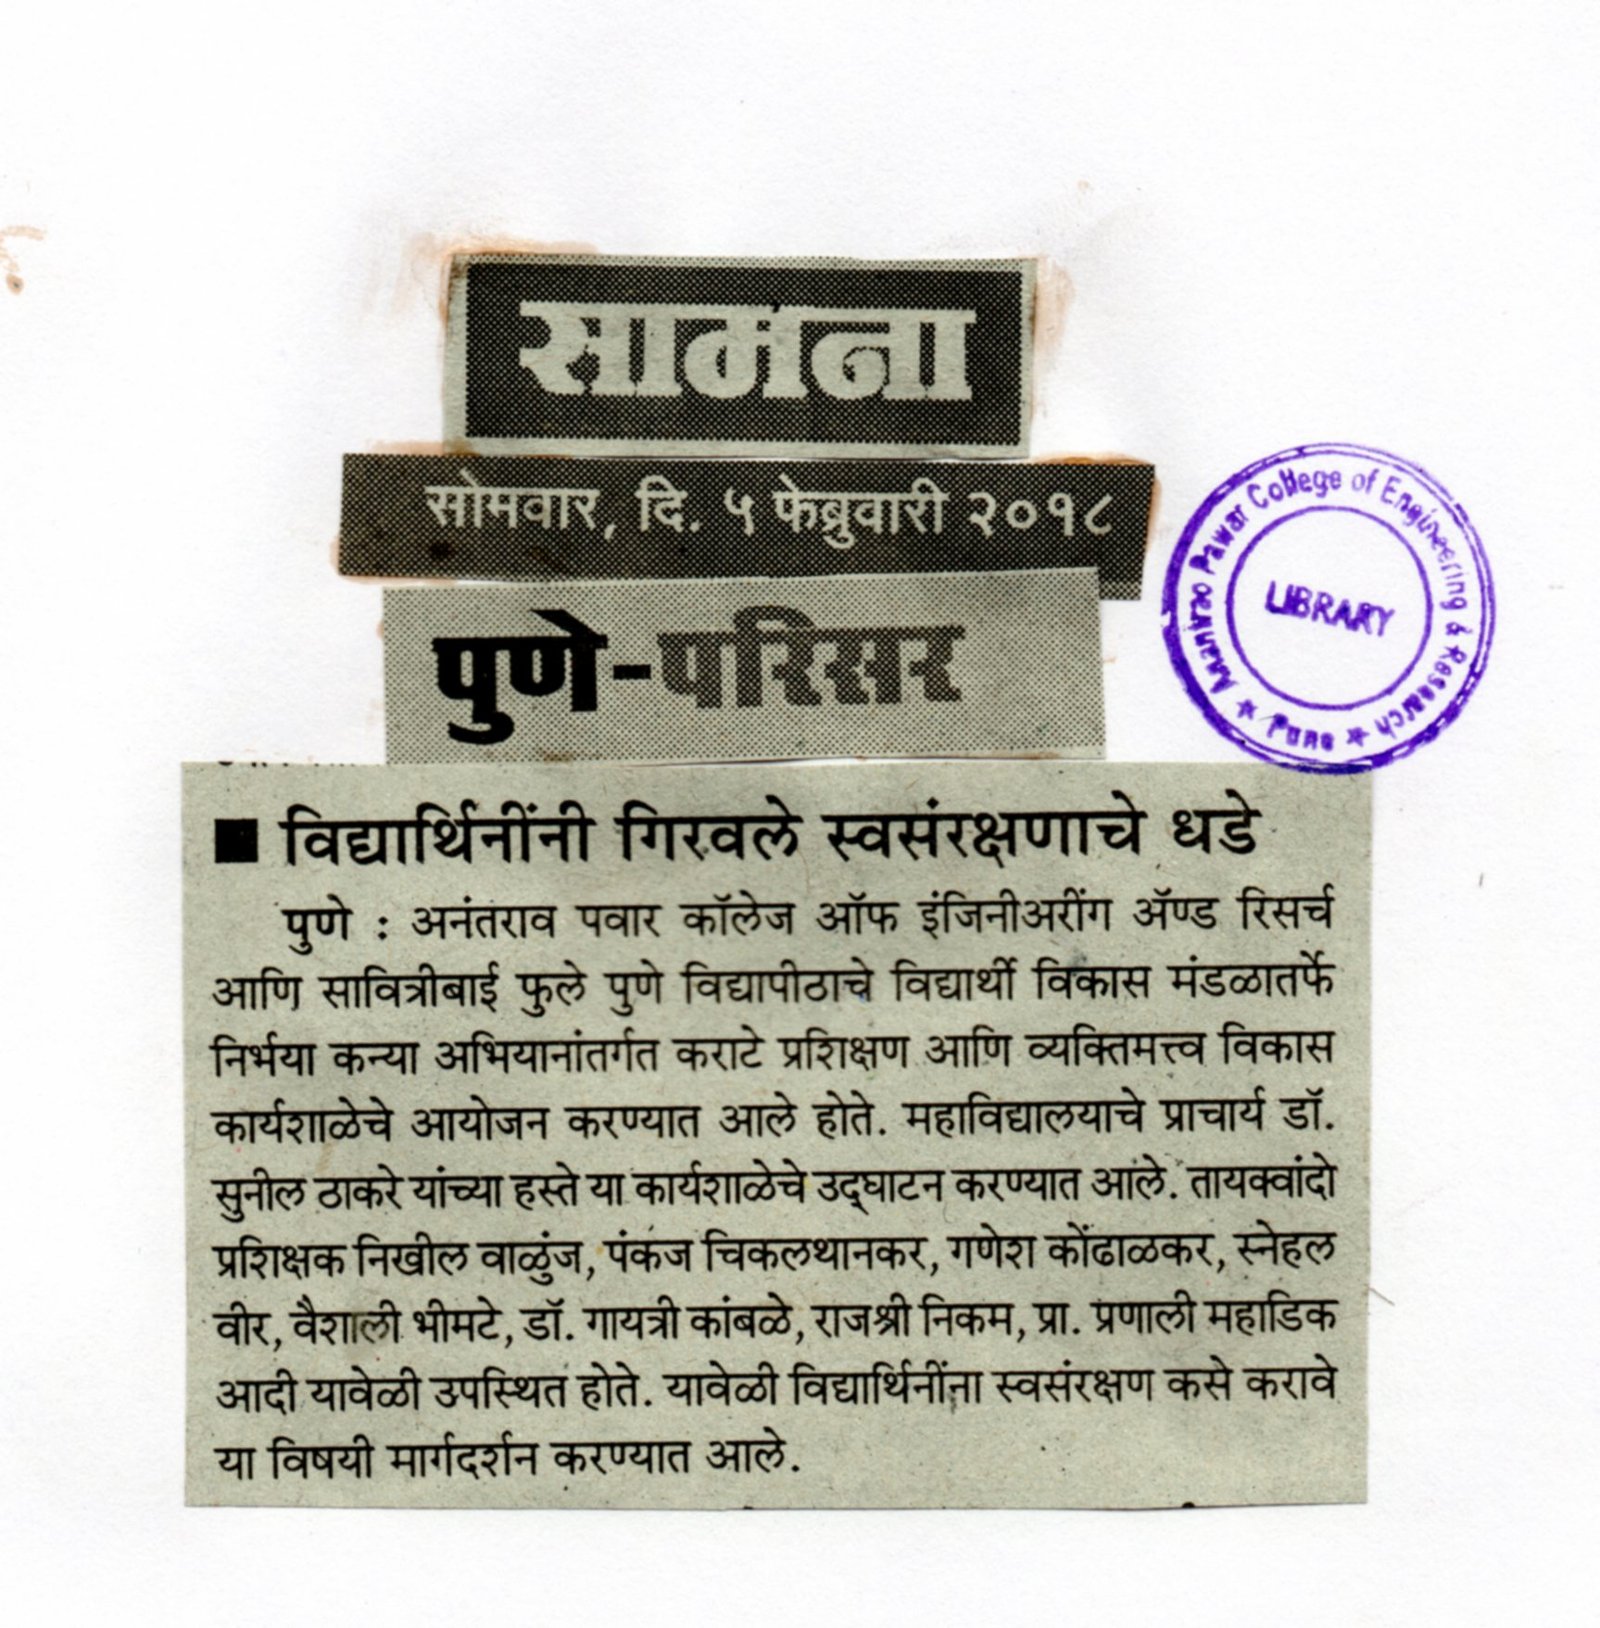 सामना
सोमवार, दि. ५ फेब्रुवारी २०१८
पुणे-परिसर
Anantrao Pawar College of Engineering & Research
★ Pune ★
LIBRARY
■ विद्यार्थिनींनी गिरवले स्वसंरक्षणाचे धडे
पुणे : अनंतराव पवार कॉलेज ऑफ इंजिनीअरींग ॲण्ड रिसर्च
आणि सावित्रीबाई फुले पुणे विद्यापीठाचे विद्यार्थी विकास मंडळातर्फे
निर्भया कन्या अभियानांतर्गत कराटे प्रशिक्षण आणि व्यक्तिमत्त्व विकास
कार्यशाळेचे आयोजन करण्यात आले होते. महाविद्यालयाचे प्राचार्य डॉ.
सुनील ठाकरे यांच्या हस्ते या कार्यशाळेचे उद्‌घाटन करण्यात आले. तायक्वांदो
प्रशिक्षक निखील वाळुंज, पंकज चिकलथानकर, गणेश कोंढाळकर, स्नेहल
वीर, वैशाली भीमटे, डॉ. गायत्री कांबळे, राजश्री निकम, प्रा. प्रणाली महाडिक
आदी यावेळी उपस्थित होते. यावेळी विद्यार्थिनींना स्वसंरक्षण कसे करावे
या विषयी मार्गदर्शन करण्यात आले.